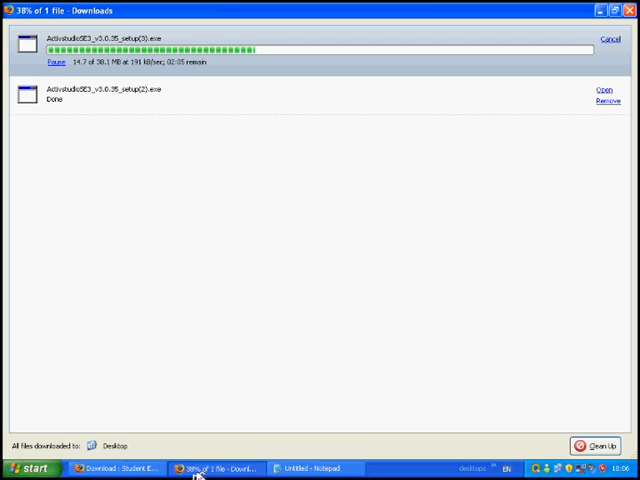 38% of 1 file - Downloads
ActivstudioSE3_v3.0.35_setup(3).exe
Cancel
Pause 14.7 of 38.1 MB at 191 kB/sec; 02:05 remain
ActivstudioSE3_v3.0.35_setup(2).exe
Open
Done
Remove
All files downloaded to: Desktop
Clean Up
start Download : Student E... 38% of 1 file - Downl... Untitled - Notepad desktops » EN 18:06